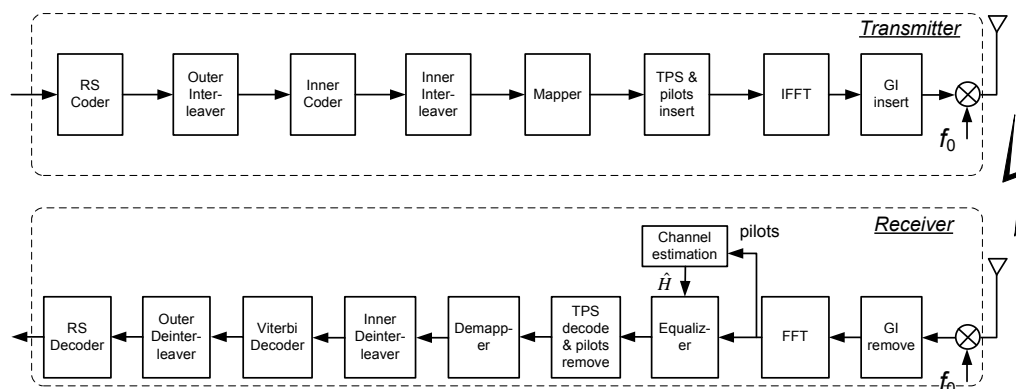 Transmitter
RS
Coder
Outer
Inter-
leaver
Inner
Coder
Inner
Inter-
leaver
Mapper
TPS &
pilots
insert
IFFT
GI
insert
f0
Receiver
Channel
estimation
pilots
Ĥ
RS
Decoder
Outer
Deinter-
leaver
Viterbi
Decoder
Inner
Deinter-
leaver
Demapp-
er
TPS
decode
& pilots
remove
Equaliz-
er
FFT
GI
remove
f0